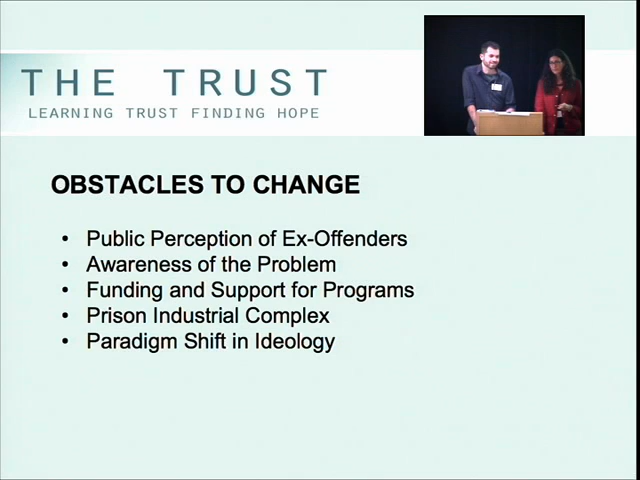 THE TRUST
LEARNING TRUST FINDING HOPE
OBSTACLES TO CHANGE
• Public Perception of Ex-Offenders
• Awareness of the Problem
• Funding and Support for Programs
• Prison Industrial Complex
• Paradigm Shift in Ideology